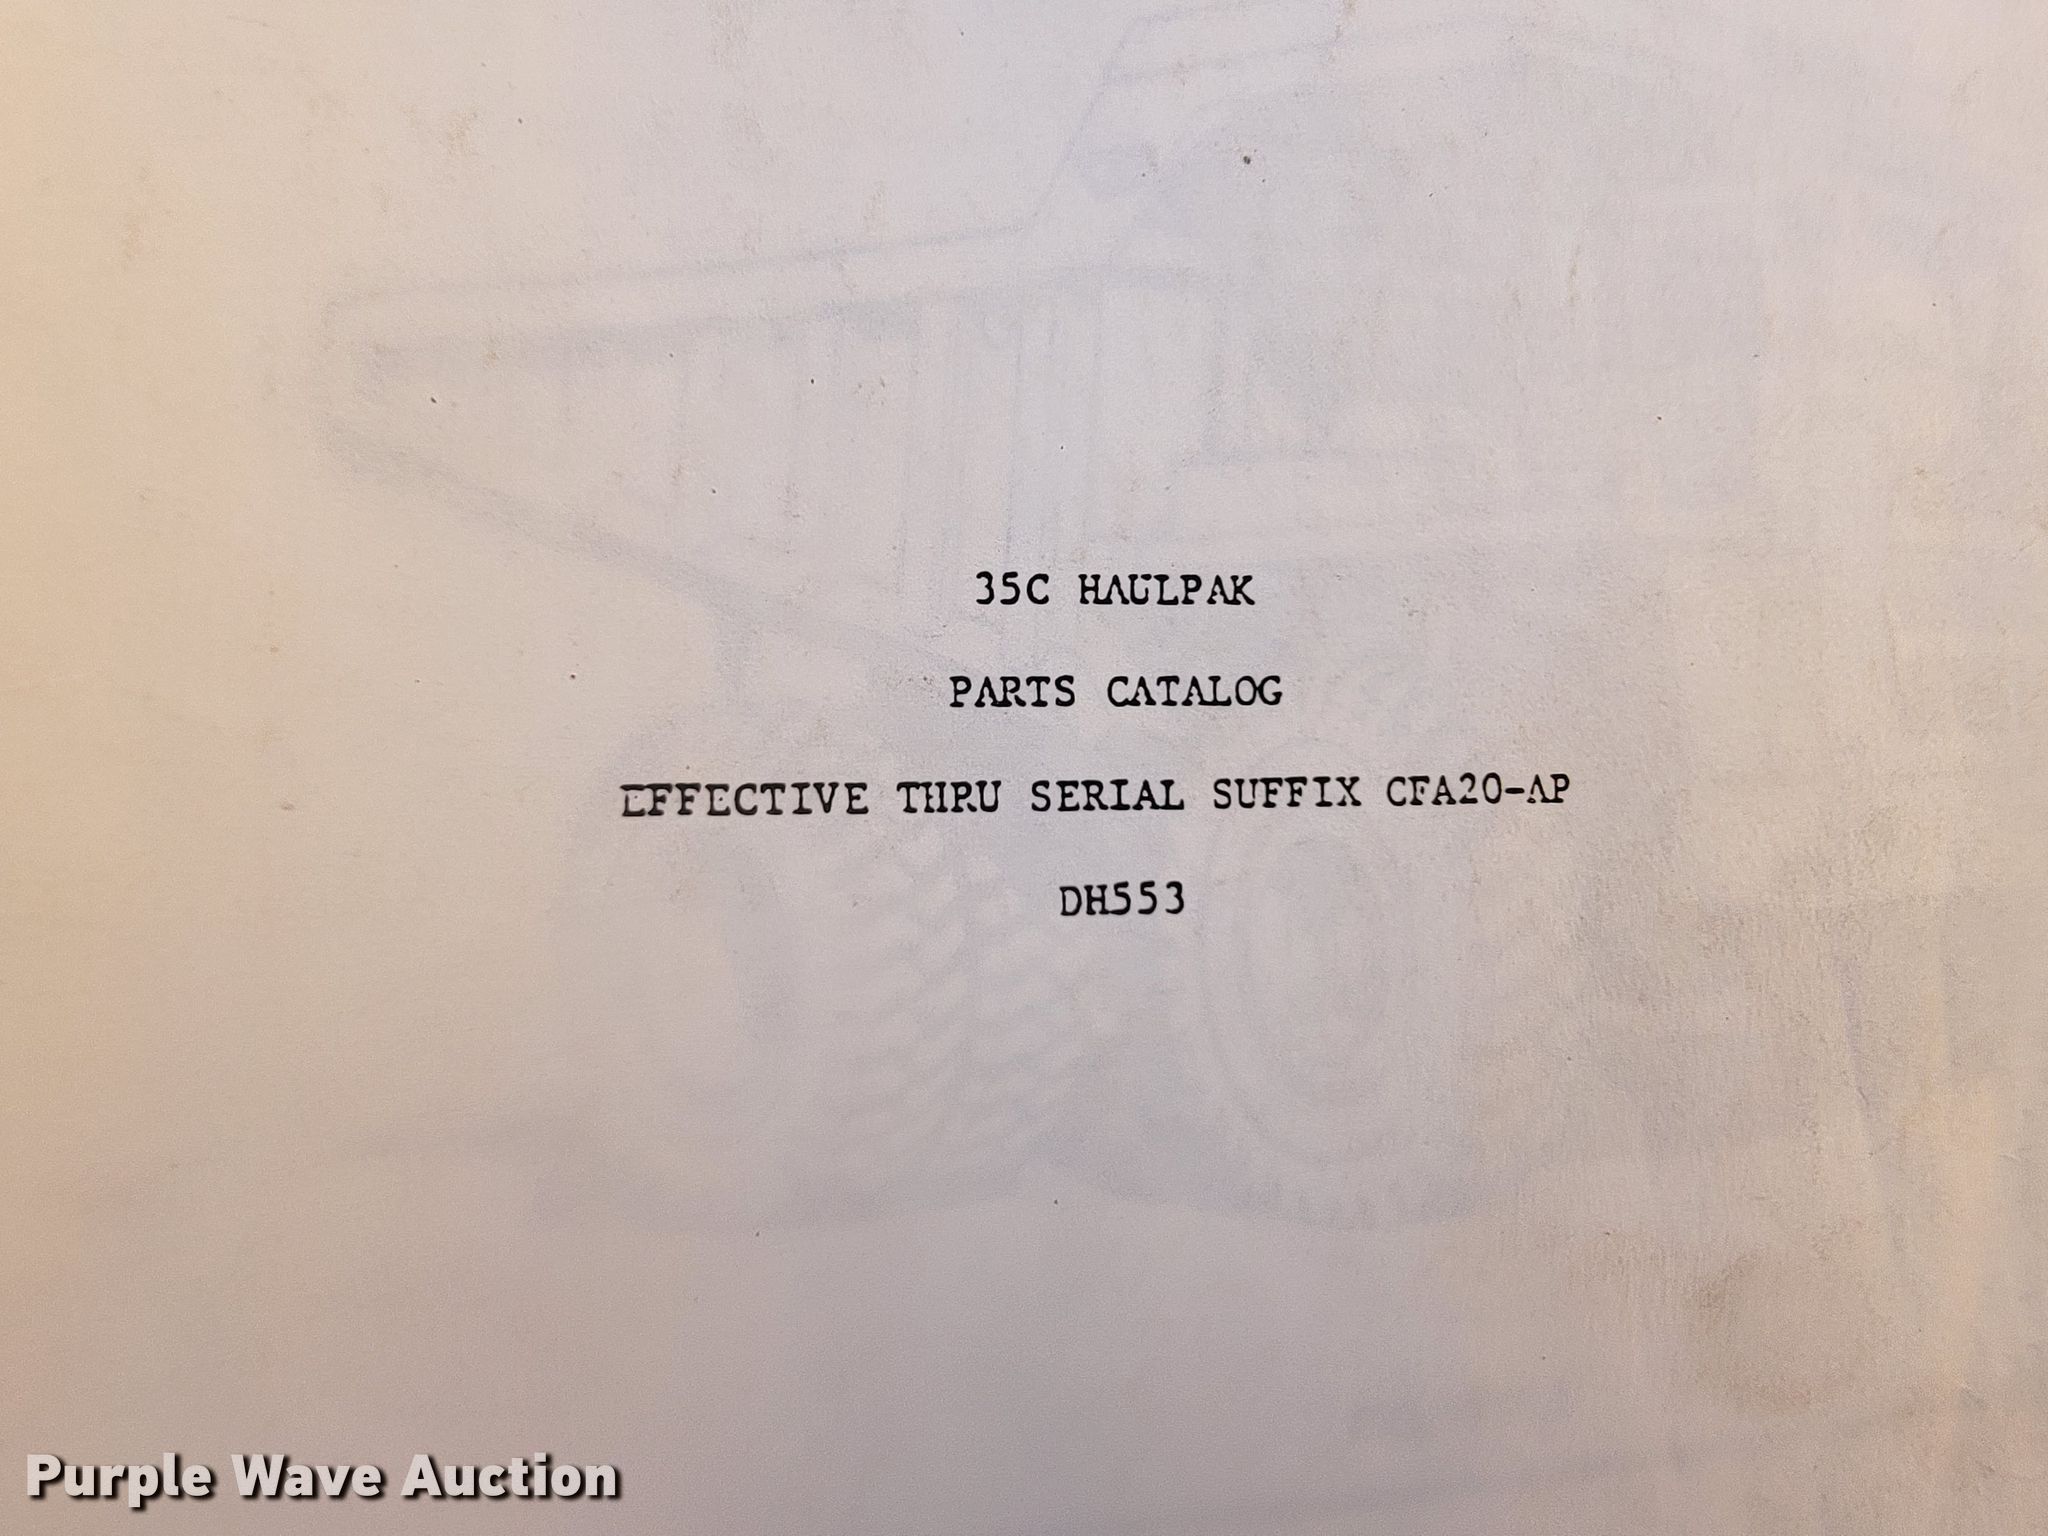 35C HAULPAK
PARTS CATALOG
EFFECTIVE THRU SERIAL SUFFIX CFA20-AP
DH553
Purple Wave Auction